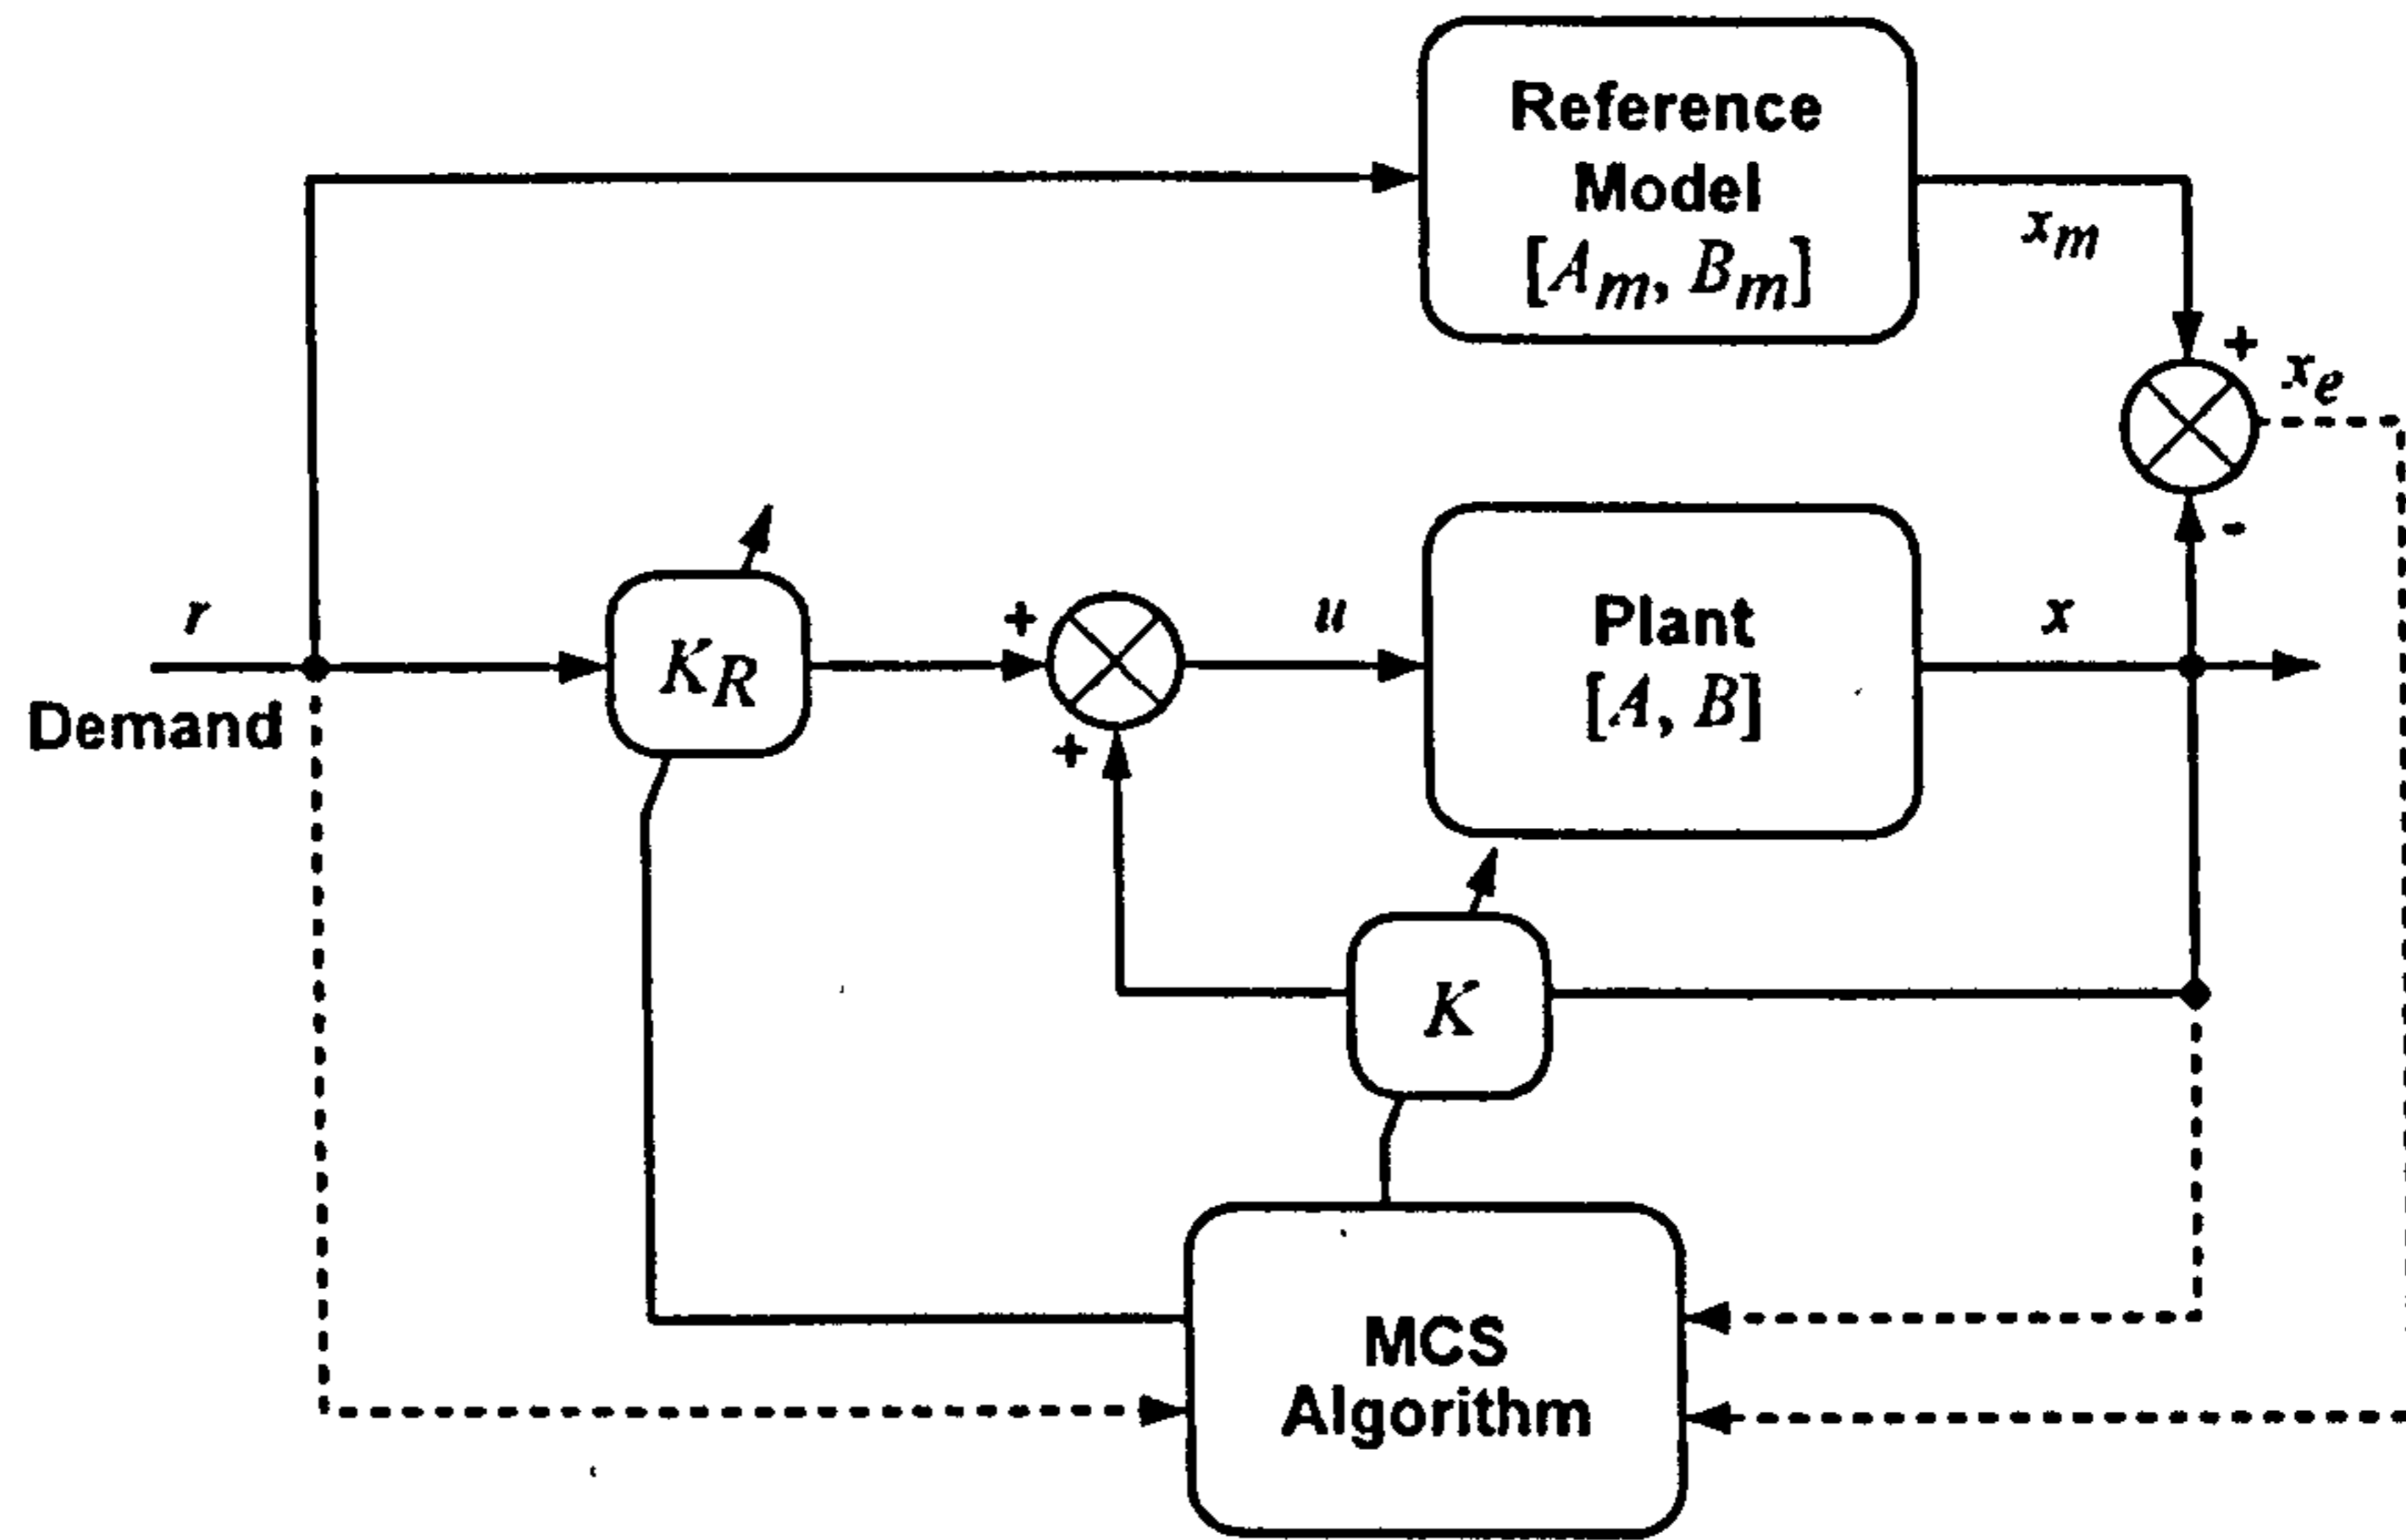 Reference
Model
[A_m, B_m]
x_m
+
x_e
-
r
Demand
K_R
+
+
u
Plant
[A, B]
x
K
MCS
Algorithm